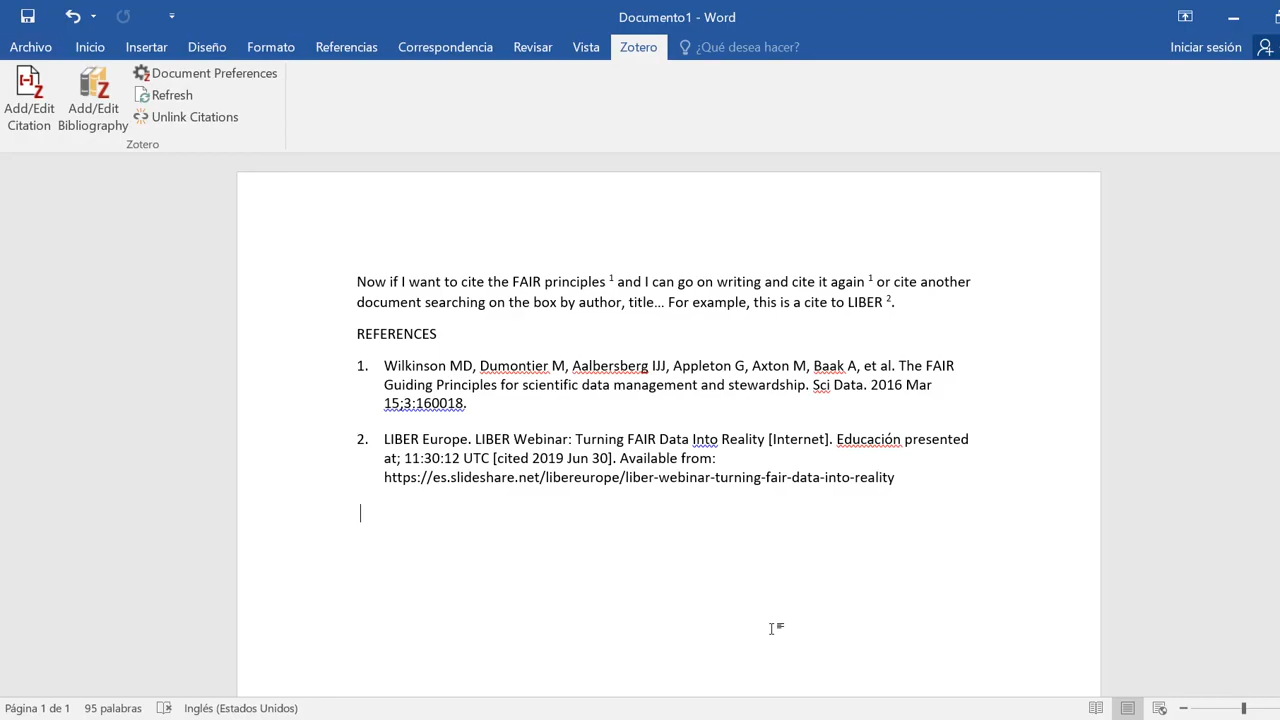 Documento1 - Word
Archivo Inicio Insertar Diseño Formato Referencias Correspondencia Revisar Vista Zotero ¿Qué desea hacer? Iniciar sesión
Add/Edit Citation
Add/Edit Bibliography
Document Preferences
Refresh
Unlink Citations
Zotero
Now if I want to cite the FAIR principles 1 and I can go on writing and cite it again 1 or cite another
document searching on the box by author, title... For example, this is a cite to LIBER 2.
REFERENCES
1. Wilkinson MD, Dumontier M, Aalbersberg IJJ, Appleton G, Axton M, Baak A, et al. The FAIR
Guiding Principles for scientific data management and stewardship. Sci Data. 2016 Mar
15;3:160018.
2. LIBER Europe. LIBER Webinar: Turning FAIR Data Into Reality [Internet]. Educación presented
at; 11:30:12 UTC [cited 2019 Jun 30]. Available from:
https://es.slideshare.net/libereurope/liber-webinar-turning-fair-data-into-reality
Página 1 de 1 95 palabras Inglés (Estados Unidos)